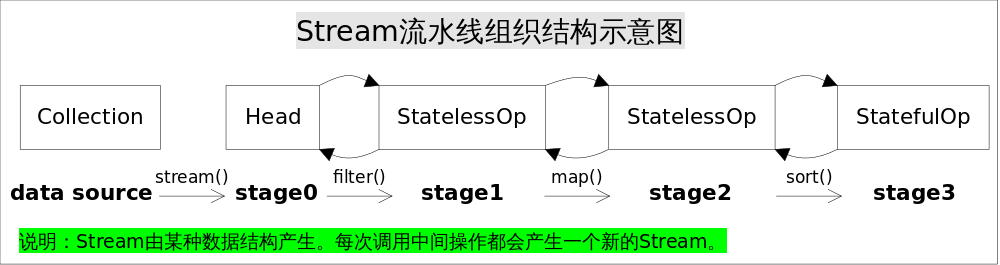 Stream流水线组织结构示意图
Collection Head StatelessOp StatelessOp StatefulOp
stream() filter() map() sort()
data source stage0 stage1 stage2 stage3
说明：Stream由某种数据结构产生。每次调用中间操作都会产生一个新的Stream。